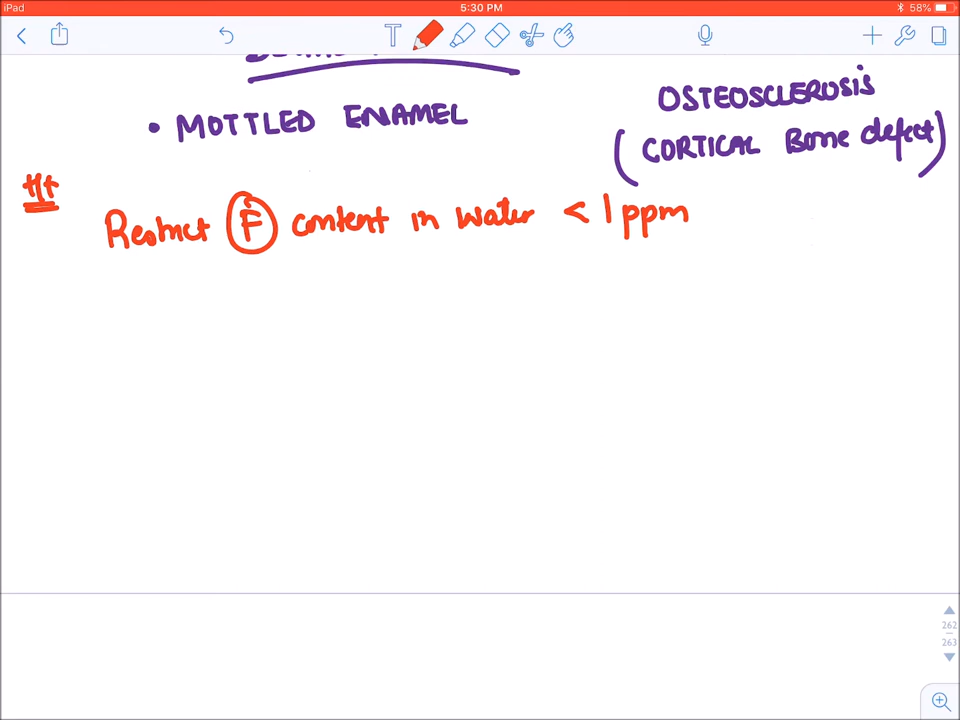 iPad
5:30 PM
58%
T
• MOTTLED ENAMEL
OSTEOSCLEROSIS
(CORTICAL Bone defect)
Restrict F content in water < 1 ppm
262
263